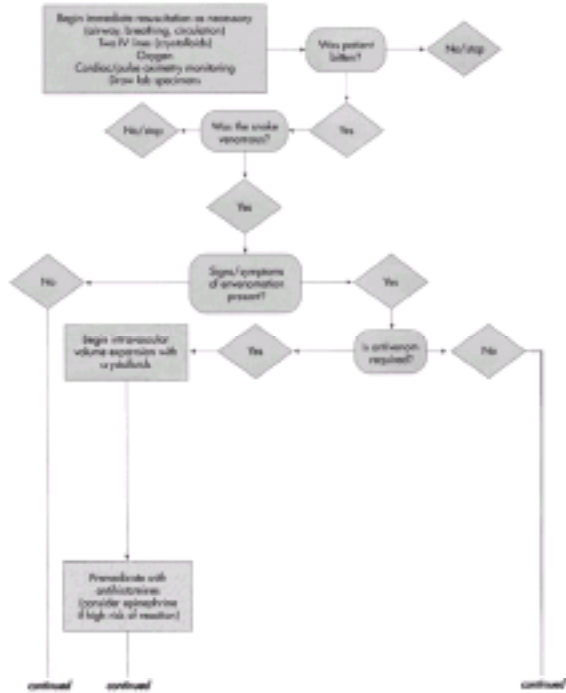 Begin immediate resuscitation as necessary
(airway, breathing, circulation)
Two IV lines (crystalloids)
Oxygen
Cardiac/pulse oximetry monitoring
Draw lab specimens
Was patient
bitten?
No/stop
No/stop
Was the snake
venomous?
Yes
Yes
No
Signs/symptoms
of envenomation
present?
Yes
Begin intravascular
volume expansion with
crystalloids
Yes
Is antivenom
required?
No
Premedicate with
antihistamines
(consider epinephrine
if high risk of reaction)
continued
continued
continued